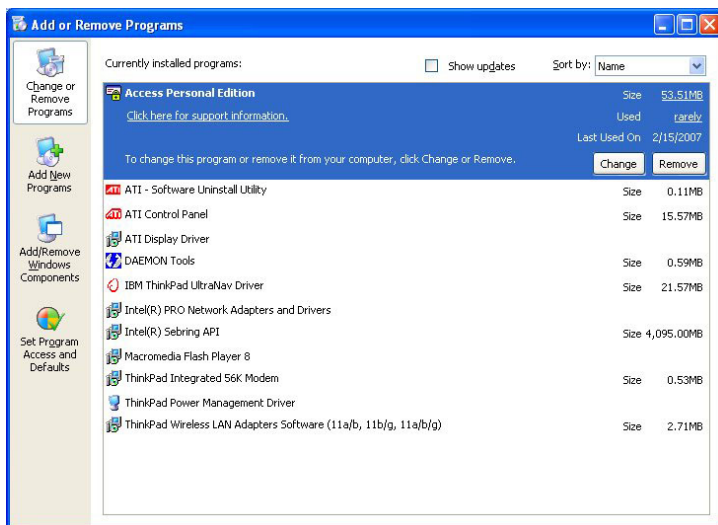 Add or Remove Programs
Change or
Remove
Programs
Add New
Programs
Add/Remove
Windows
Components
Set Program
Access and
Defaults
Currently installed programs:
Show updates
Sort by: Name
Access Personal Edition Size 53.51MB
Click here for support information. Used rarely
Last Used On 2/15/2007
To change this program or remove it from your computer, click Change or Remove. Change Remove
ATI ATI - Software Uninstall Utility Size 0.11MB
ATI ATI Control Panel Size 15.57MB
ATI Display Driver
DAEMON Tools Size 0.59MB
IBM ThinkPad UltraNav Driver Size 21.57MB
Intel(R) PRO Network Adapters and Drivers
Intel(R) Sebring API Size 4,095.00MB
Macromedia Flash Player 8
ThinkPad Integrated 56K Modem Size 0.53MB
ThinkPad Power Management Driver
ThinkPad Wireless LAN Adapters Software (11a/b, 11b/g, 11a/b/g) Size 2.71MB